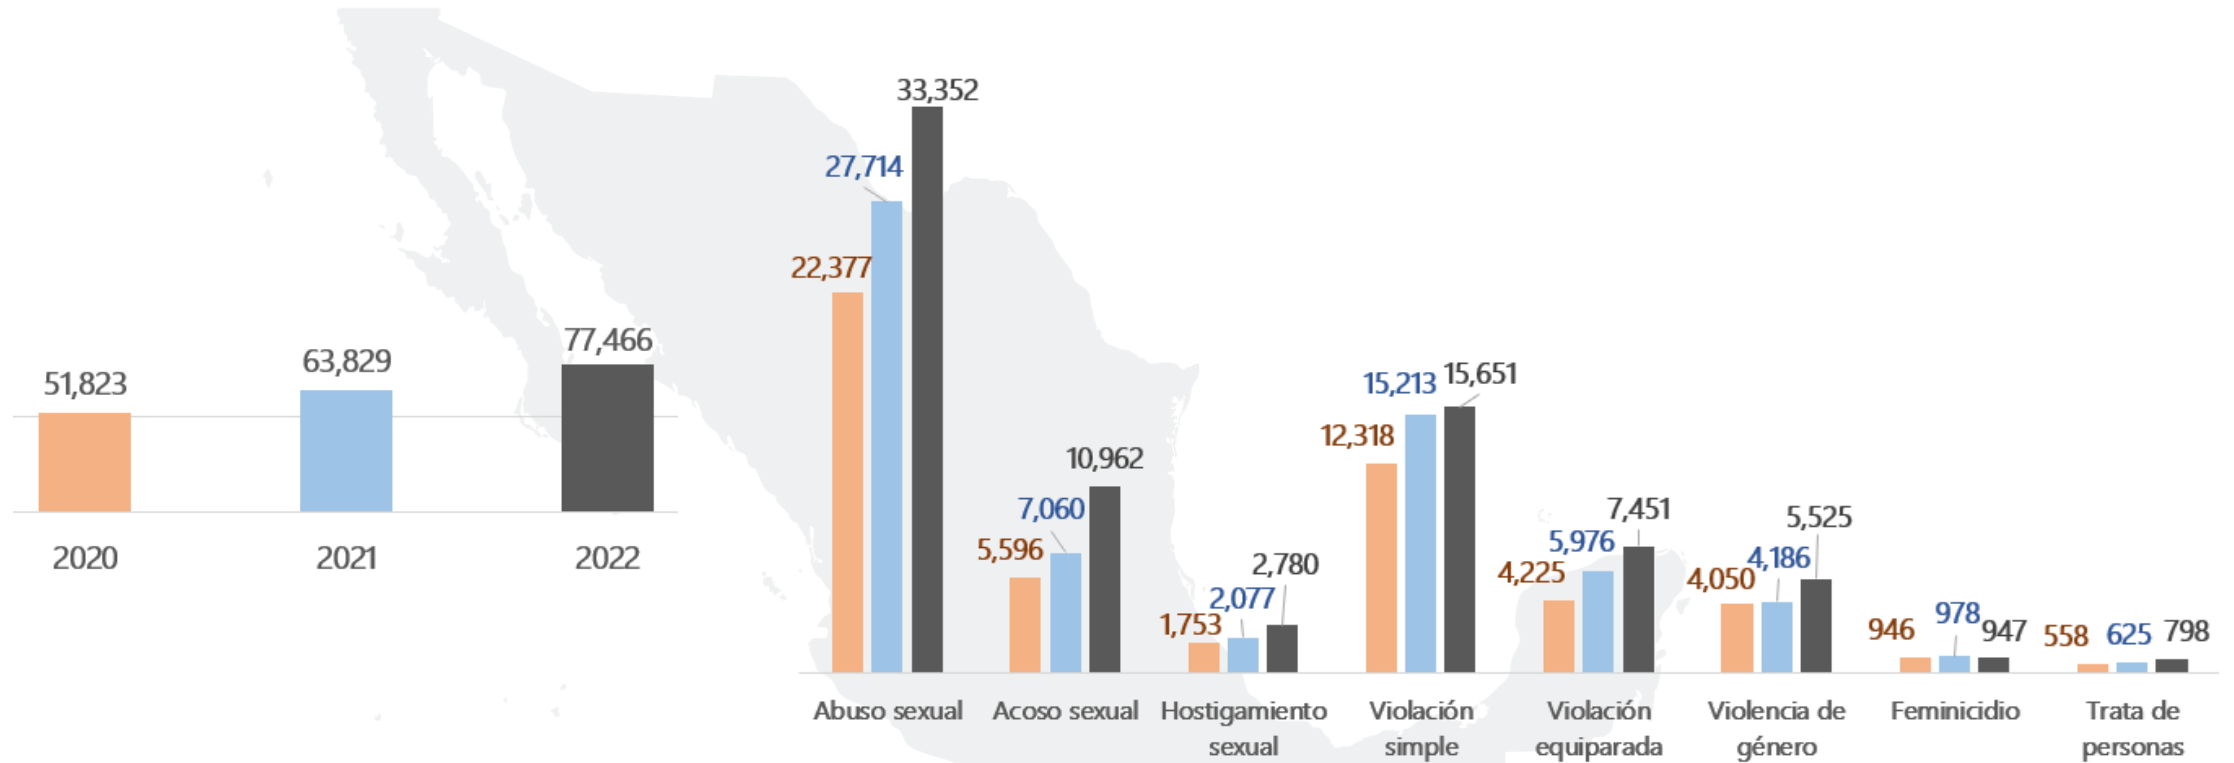 51,823
63,829
77,466
2020
2021
2022
22,377
27,714
33,352
5,596
7,060
10,962
1,753
2,077
2,780
12,318
15,213
15,651
4,225
5,976
7,451
4,050
4,186
5,525
946
978
947
558
625
798
Abuso sexual
Acoso sexual
Hostigamiento
sexual
Violación
simple
Violación
equiparada
Violencia de
género
Feminicidio
Trata de
personas